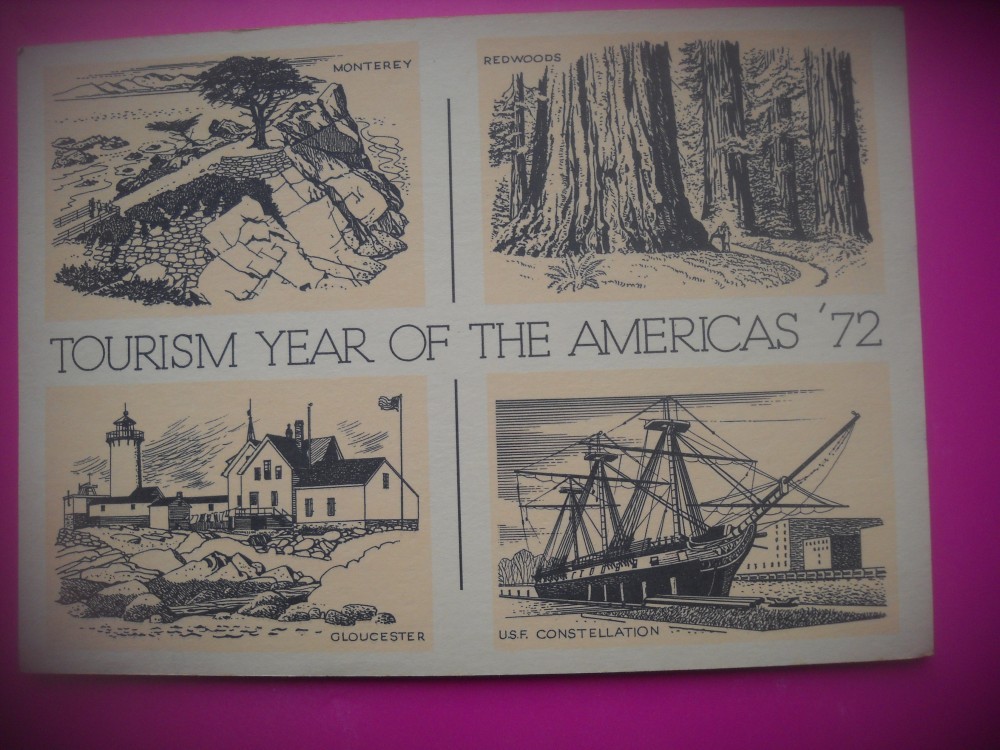 MONTEREY
REDWOODS
TOURISM YEAR OF THE AMERICAS '72
GLOUCESTER
U.S.F. CONSTELLATION